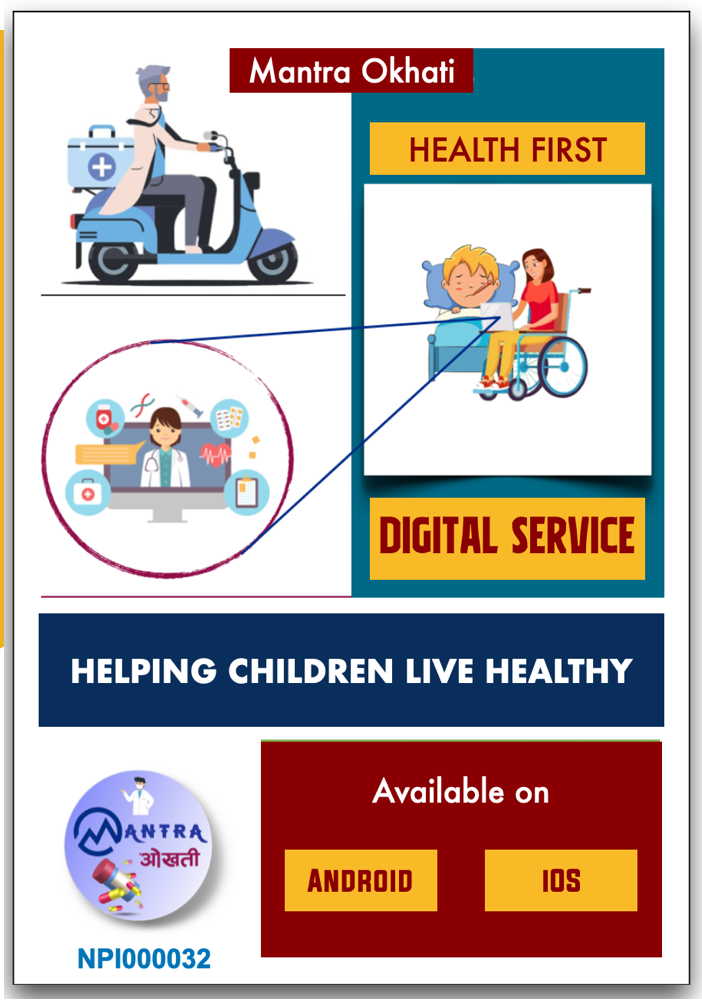 Mantra Okhati
HEALTH FIRST
DIGITAL SERVICE
HELPING CHILDREN LIVE HEALTHY
MANTRA
ओखती
NPI000032
Available on
ANDROID
IOS